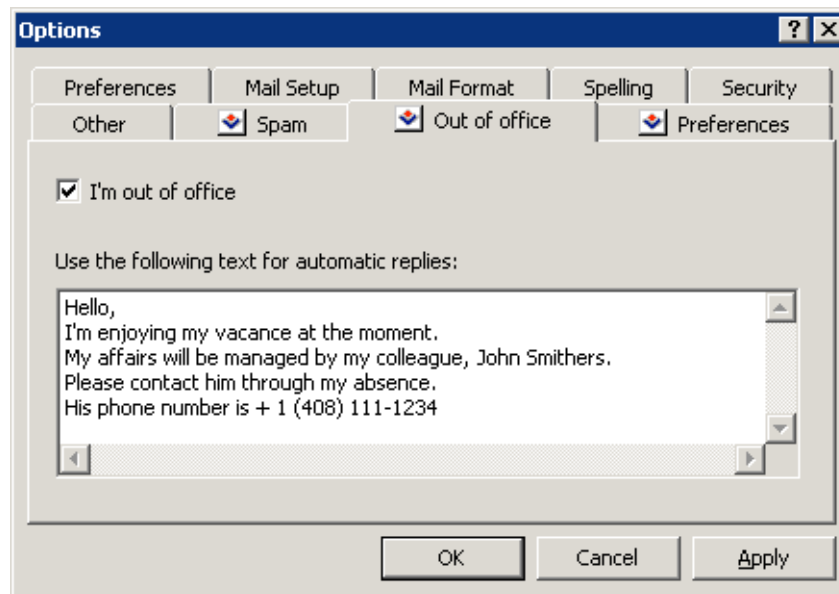 Options
Preferences
Mail Setup
Mail Format
Spelling
Security
Other
Spam
Out of office
Preferences
I'm out of office
Use the following text for automatic replies:
Hello,
I'm enjoying my vacance at the moment.
My affairs will be managed by my colleague, John Smithers.
Please contact him through my absence.
His phone number is + 1 (408) 111-1234
OK
Cancel
Apply